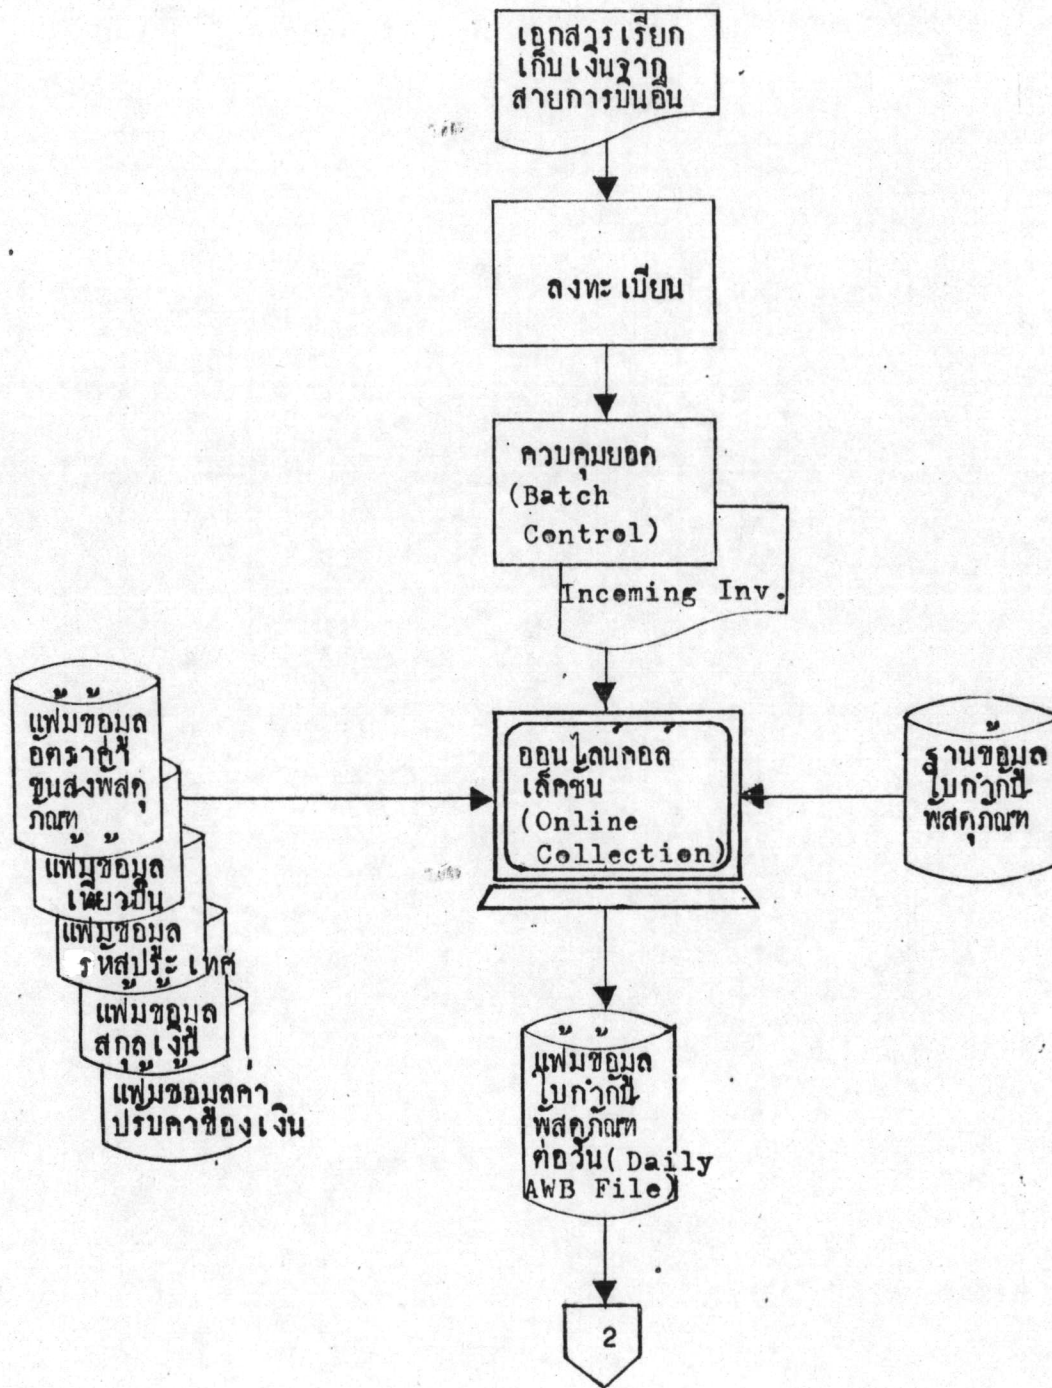 เอกสารเรียก
เก็บเงินจาก
สายการบินอื่น
ลงทะเบียน
ควบคุมยอด
(Batch
Control)
Incoming Inv.
แฟ้มข้อมูล
อัตราค่า
ขนส่งพัสดุ
ภัณฑ์
แฟ้มข้อมูล
เที่ยวบิน
แฟ้มข้อมูล
รหัสประเทศ
แฟ้มข้อมูล
สกุลเงิน
แฟ้มข้อมูลค่า
ปรับค่าของเงิน
ออนไลน์คอล
เล็คชั่น
(Online
Collection)
ฐานข้อมูล
ใบกำกับ
พัสดุภัณฑ์
แฟ้มข้อมูล
ใบกำกับ
พัสดุภัณฑ์
ต่อวัน(Daily
AWB File)
2